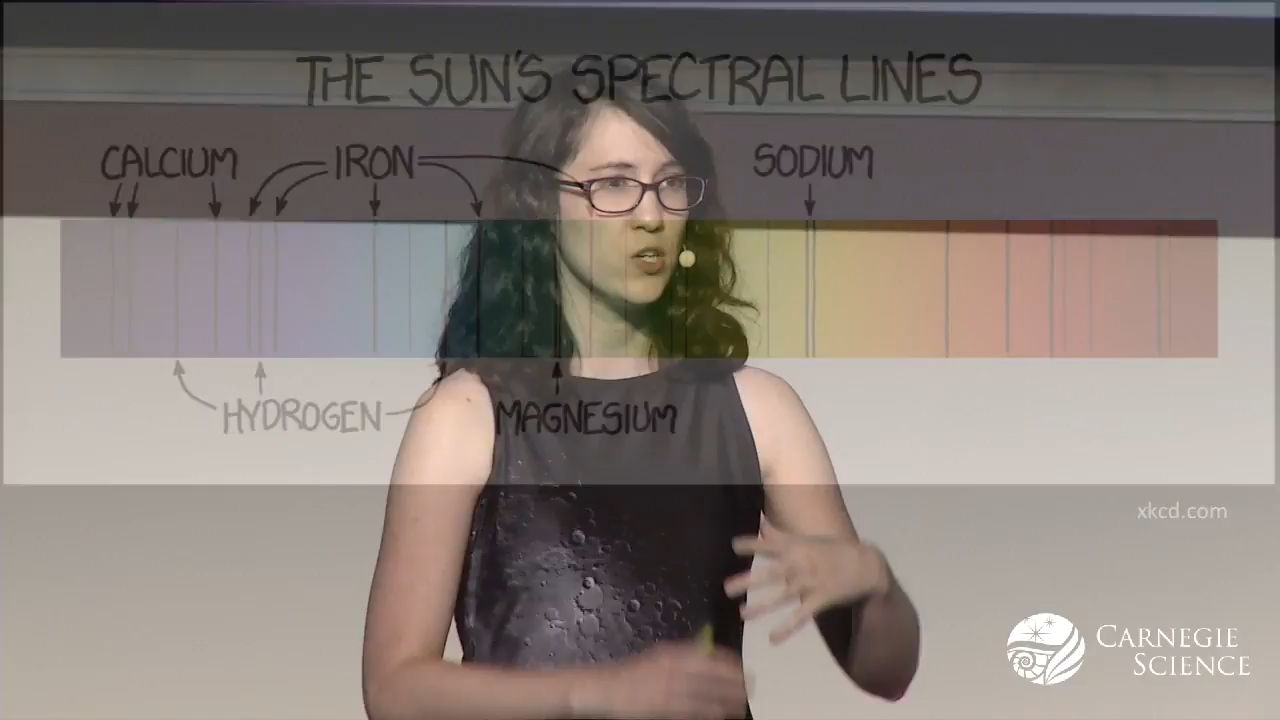 THE SUN'S SPECTRAL LINES
CALCIUM IRON SODIUM
HYDROGEN MAGNESIUM
xkcd.com
CARNEGIE
SCIENCE